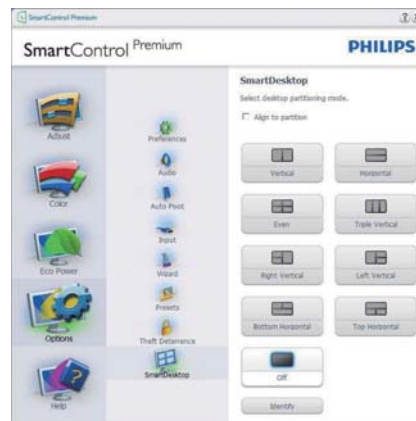 SmartControl Premium
SmartControl Premium
PHILIPS
Adjust
Color
Eco Power
Options
Help
Preferences
Audio
Auto Pivot
Input
Wizard
Presets
Theft Deterrence
SmartDesktop
SmartDesktop
Select desktop partitioning mode.
Align to partition
Vertical
Horizontal
Even
Triple Vertical
Right Vertical
Left Vertical
Bottom Horizontal
Top Horizontal
Off
Identify